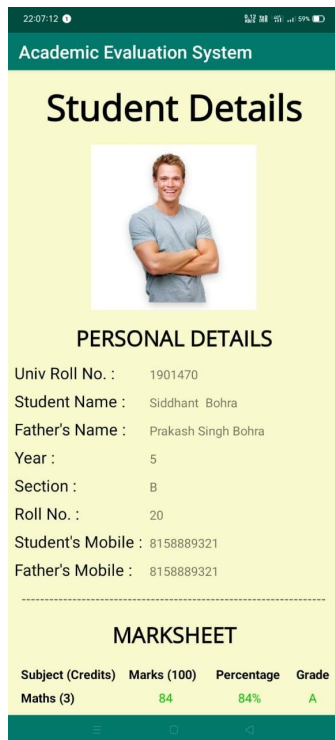 22:07:12
59%
Academic Evaluation System
Student Details
PERSONAL DETAILS
Univ Roll No. : 1901470
Student Name : Siddhant Bohra
Father's Name : Prakash Singh Bohra
Year : 5
Section : B
Roll No. : 20
Student's Mobile : 8158889321
Father's Mobile : 8158889321
------------------------------------------------------------
MARKSHEET
Subject (Credits) Marks (100) Percentage Grade
Maths (3) 84 84% A